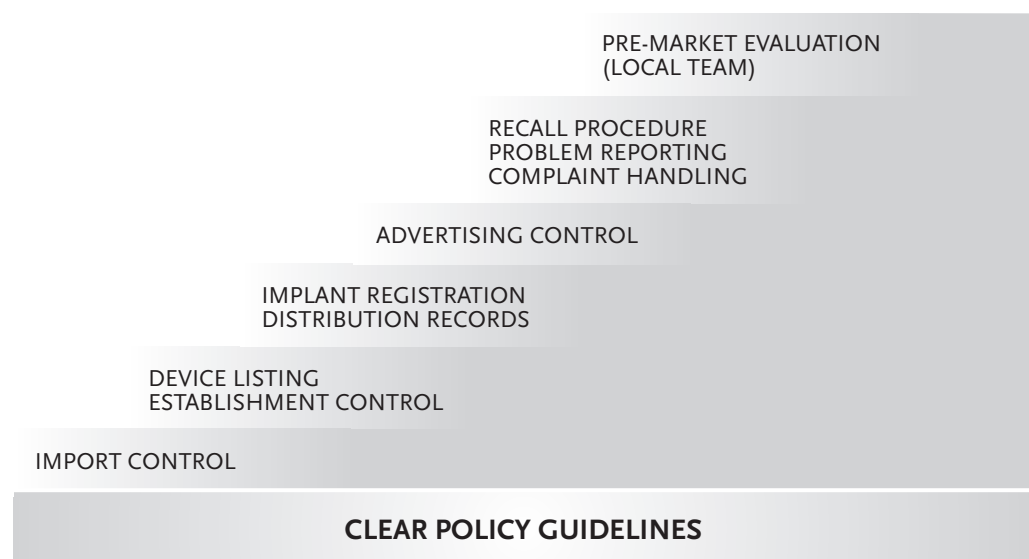 PRE-MARKET EVALUATION
(LOCAL TEAM)
RECALL PROCEDURE
PROBLEM REPORTING
COMPLAINT HANDLING
ADVERTISING CONTROL
IMPLANT REGISTRATION
DISTRIBUTION RECORDS
DEVICE LISTING
ESTABLISHMENT CONTROL
IMPORT CONTROL
CLEAR POLICY GUIDELINES